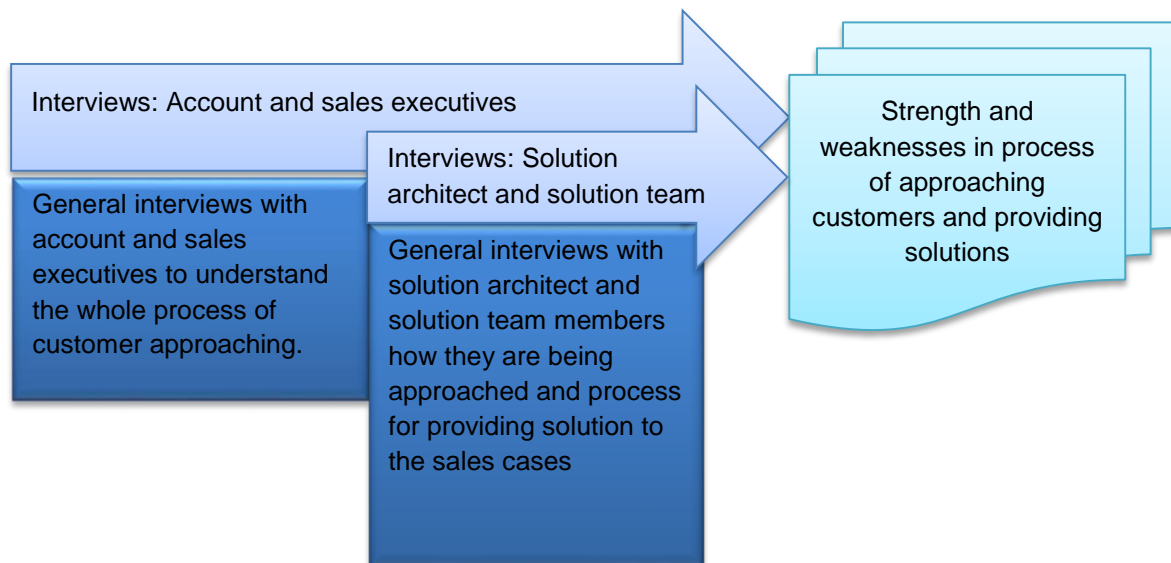 Interviews: Account and sales executives
General interviews with
account and sales
executives to understand
the whole process of
customer approaching.
Interviews: Solution
architect and solution team
General interviews with
solution architect and
solution team members
how they are being
approached and process
for providing solution to
the sales cases
Strength and
weaknesses in process
of approaching
customers and providing
solutions